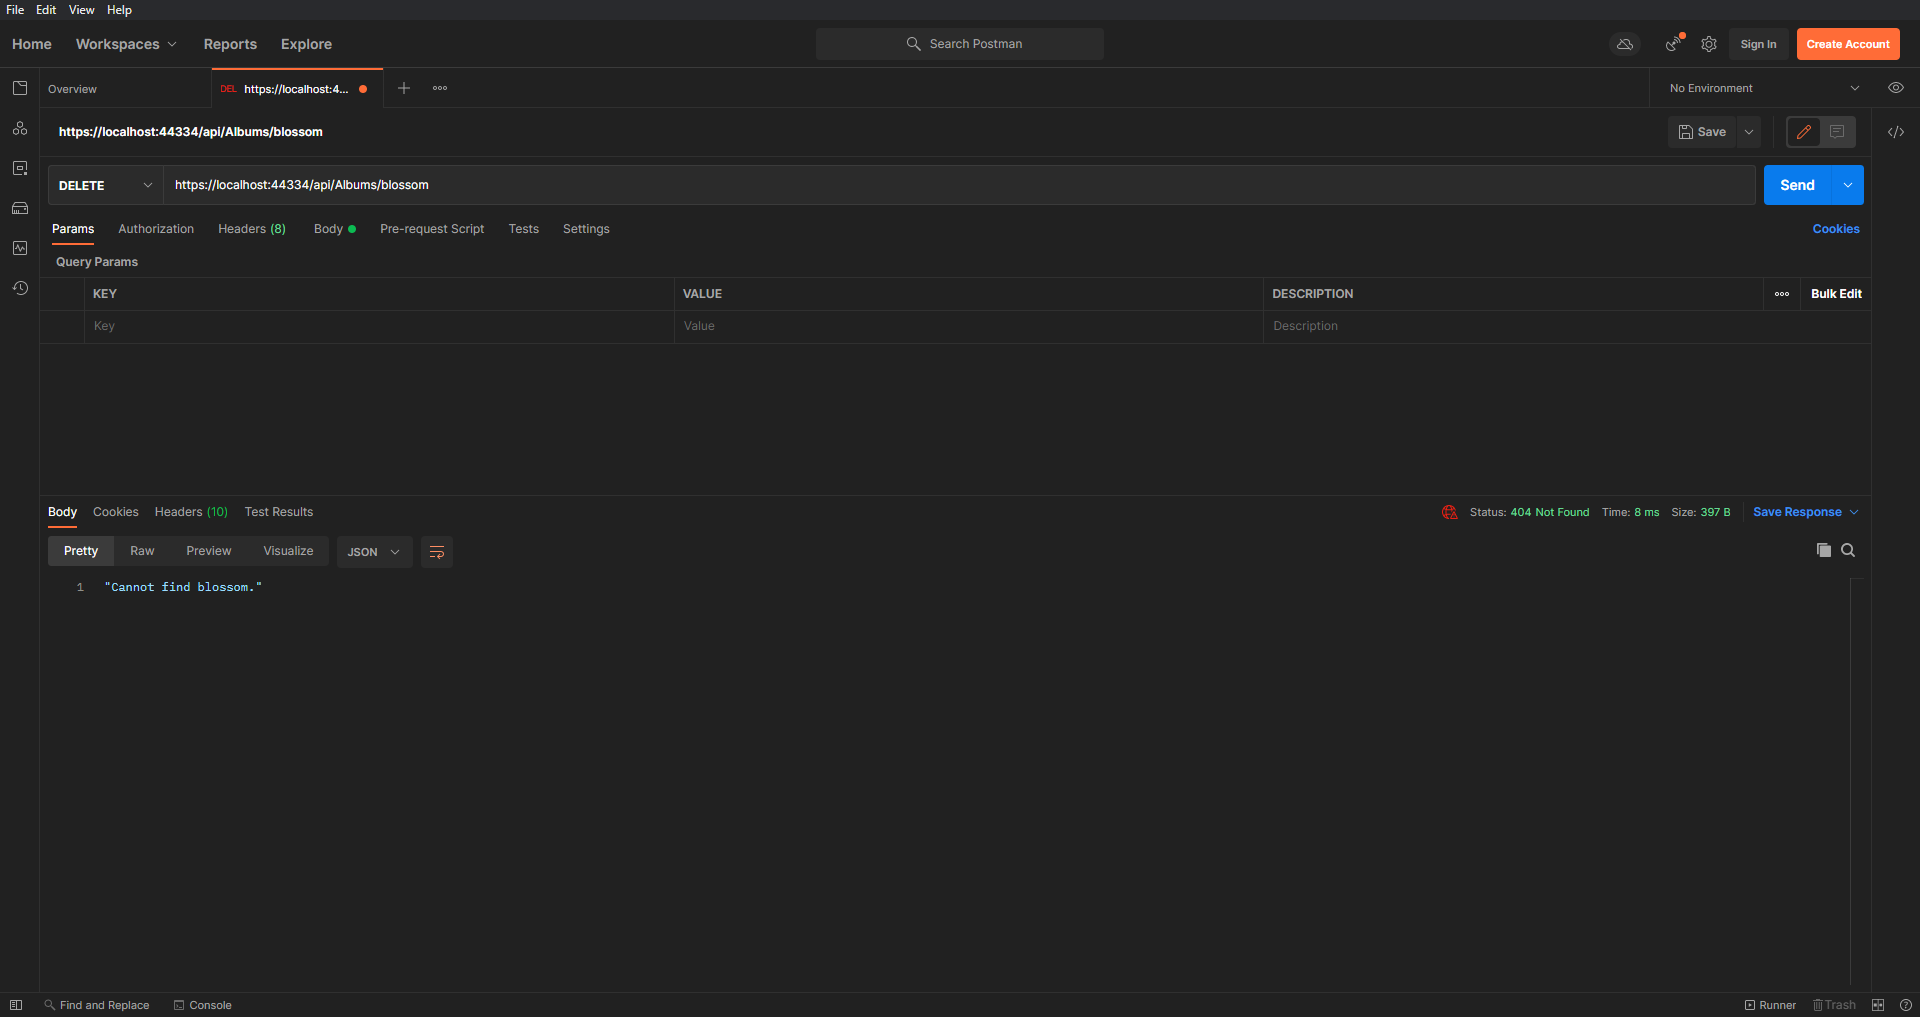 File Edit View Help
Home Workspaces Reports Explore Search Postman Sign In Create Account
Overview DEL https://localhost:4... No Environment
https://localhost:44334/api/Albums/blossom Save
DELETE https://localhost:44334/api/Albums/blossom Send
Params Authorization Headers (8) Body Pre-request Script Tests Settings Cookies
Query Params
KEY VALUE DESCRIPTION Bulk Edit
Key Value Description
Body Cookies Headers (10) Test Results Status: 404 Not Found Time: 8 ms Size: 397 B Save Response
Pretty Raw Preview Visualize JSON
1 "Cannot find blossom."
Find and Replace Console Runner Trash